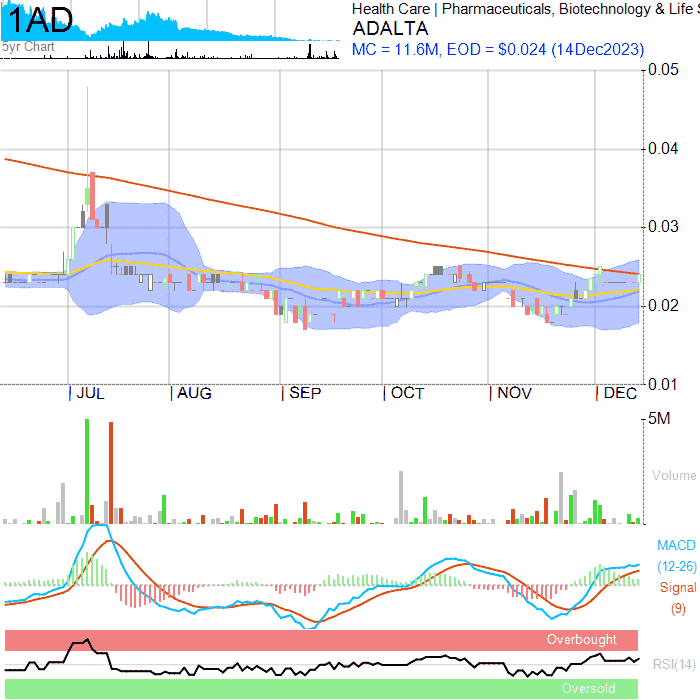 1AD
5yr Chart
Health Care | Pharmaceuticals, Biotechnology & Life S
ADALTA
MC = 11.6M, EOD = $0.024 (14Dec2023)
0.05
0.04
0.03
0.02
0.01
JUL AUG SEP OCT NOV DEC
5M
Volume
MACD
(12-26)
Signal
(9)
Overbought
RSI(14)
Oversold